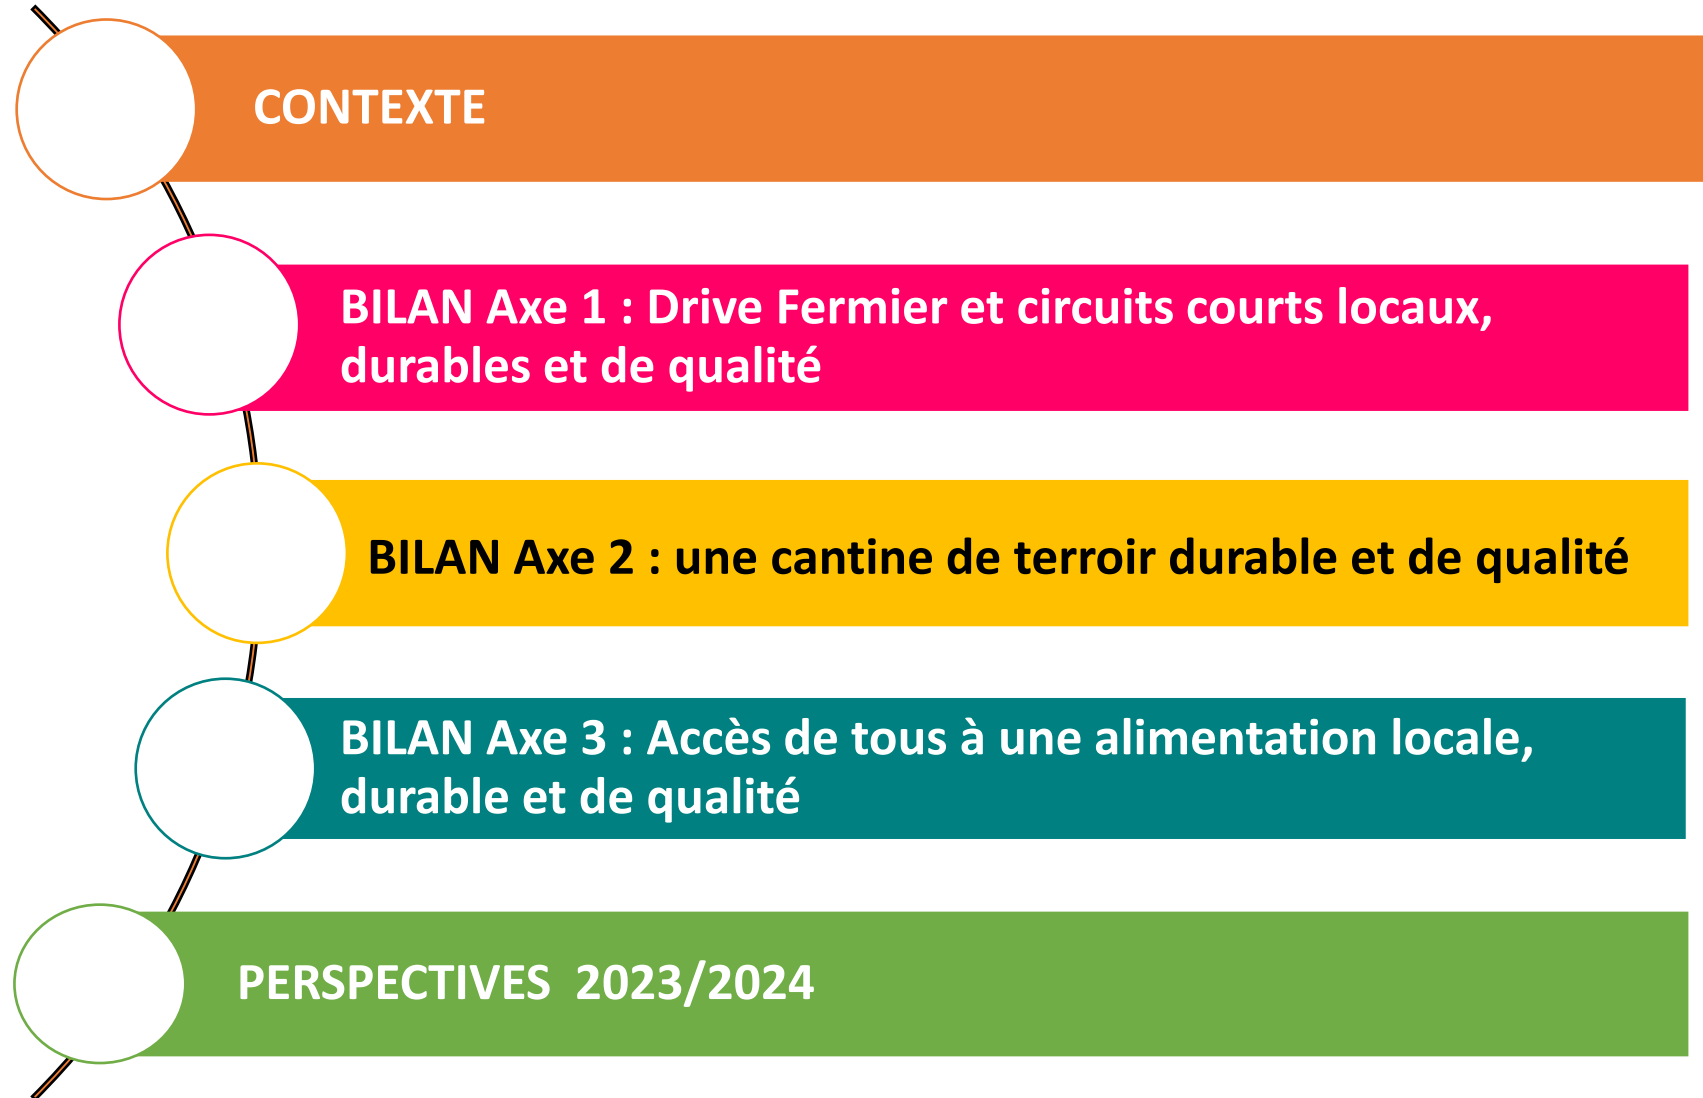 CONTEXTE
BILAN Axe 1 : Drive Fermier et circuits courts locaux,
durables et de qualité
BILAN Axe 2 : une cantine de terroir durable et de qualité
BILAN Axe 3 : Accès de tous à une alimentation locale,
durable et de qualité
PERSPECTIVES  2023/2024